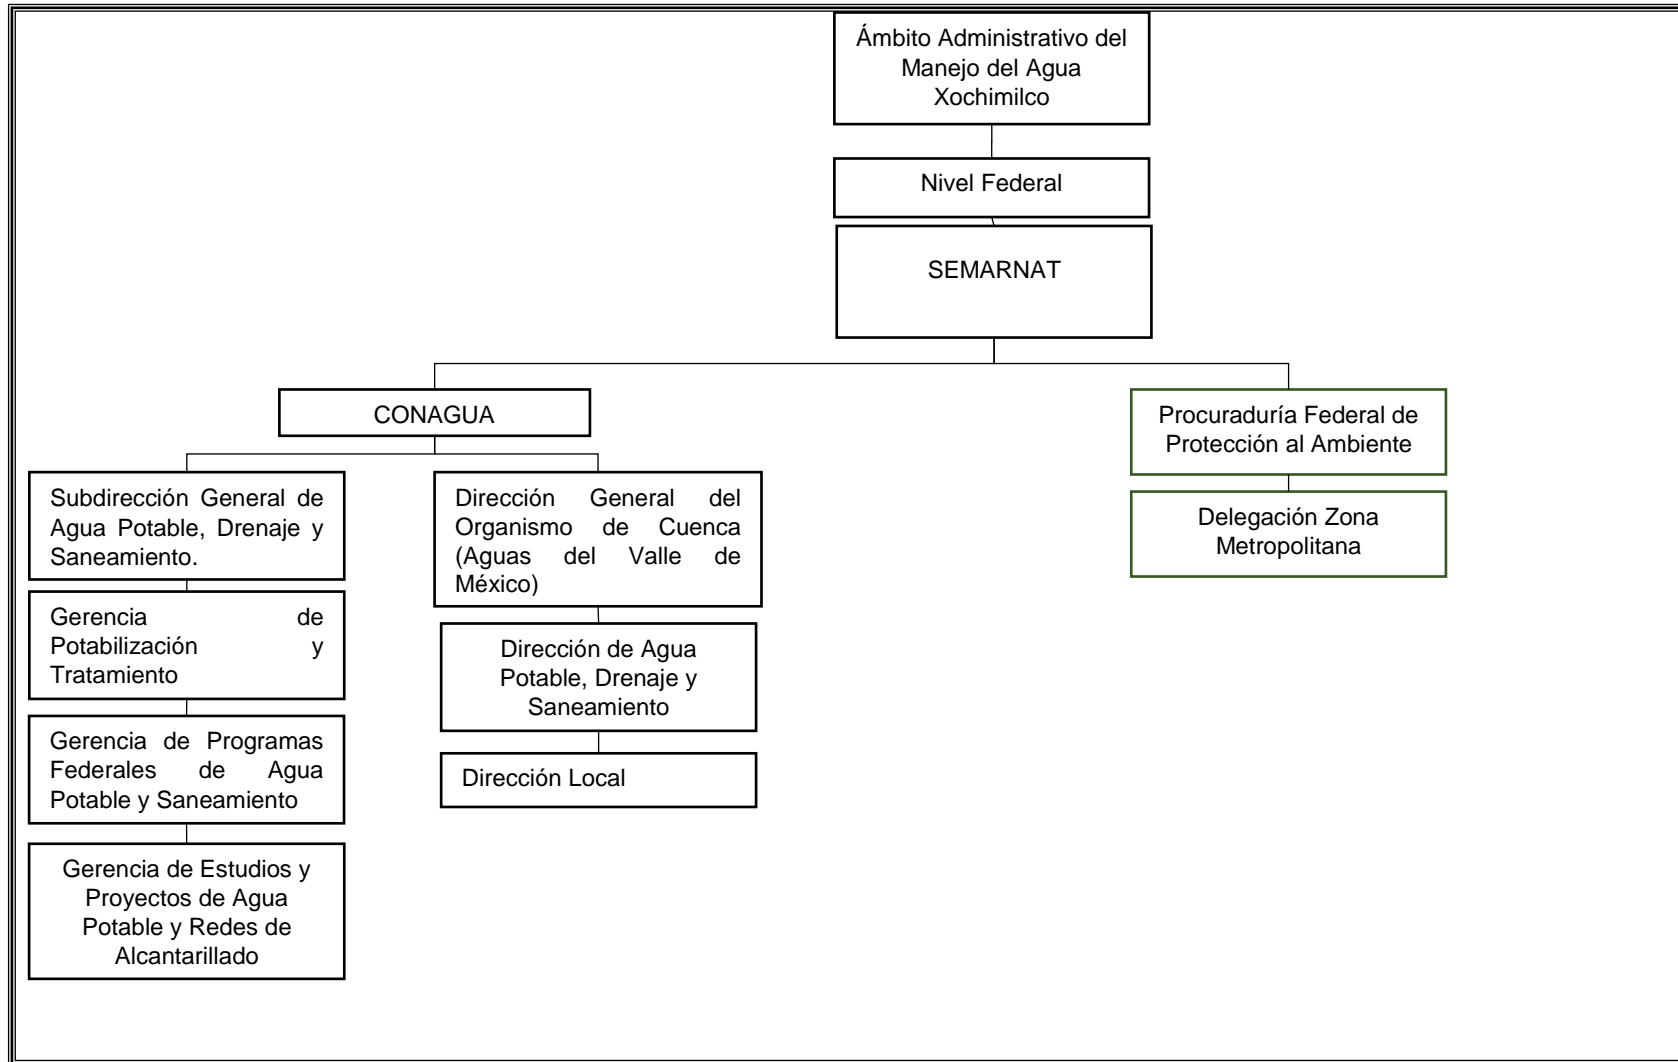 Ámbito Administrativo del
Manejo del Agua
Xochimilco
Nivel Federal
SEMARNAT
CONAGUA
Procuraduría Federal de
Protección al Ambiente
Subdirección General de
Agua Potable, Drenaje y
Saneamiento.
Dirección General del
Organismo de Cuenca
(Aguas del Valle de
México)
Delegación Zona
Metropolitana
Gerencia de
Potabilización y
Tratamiento
Dirección de Agua
Potable, Drenaje y
Saneamiento
Gerencia de Programas
Federales de Agua
Potable y Saneamiento
Dirección Local
Gerencia de Estudios y
Proyectos de Agua
Potable y Redes de
Alcantarillado